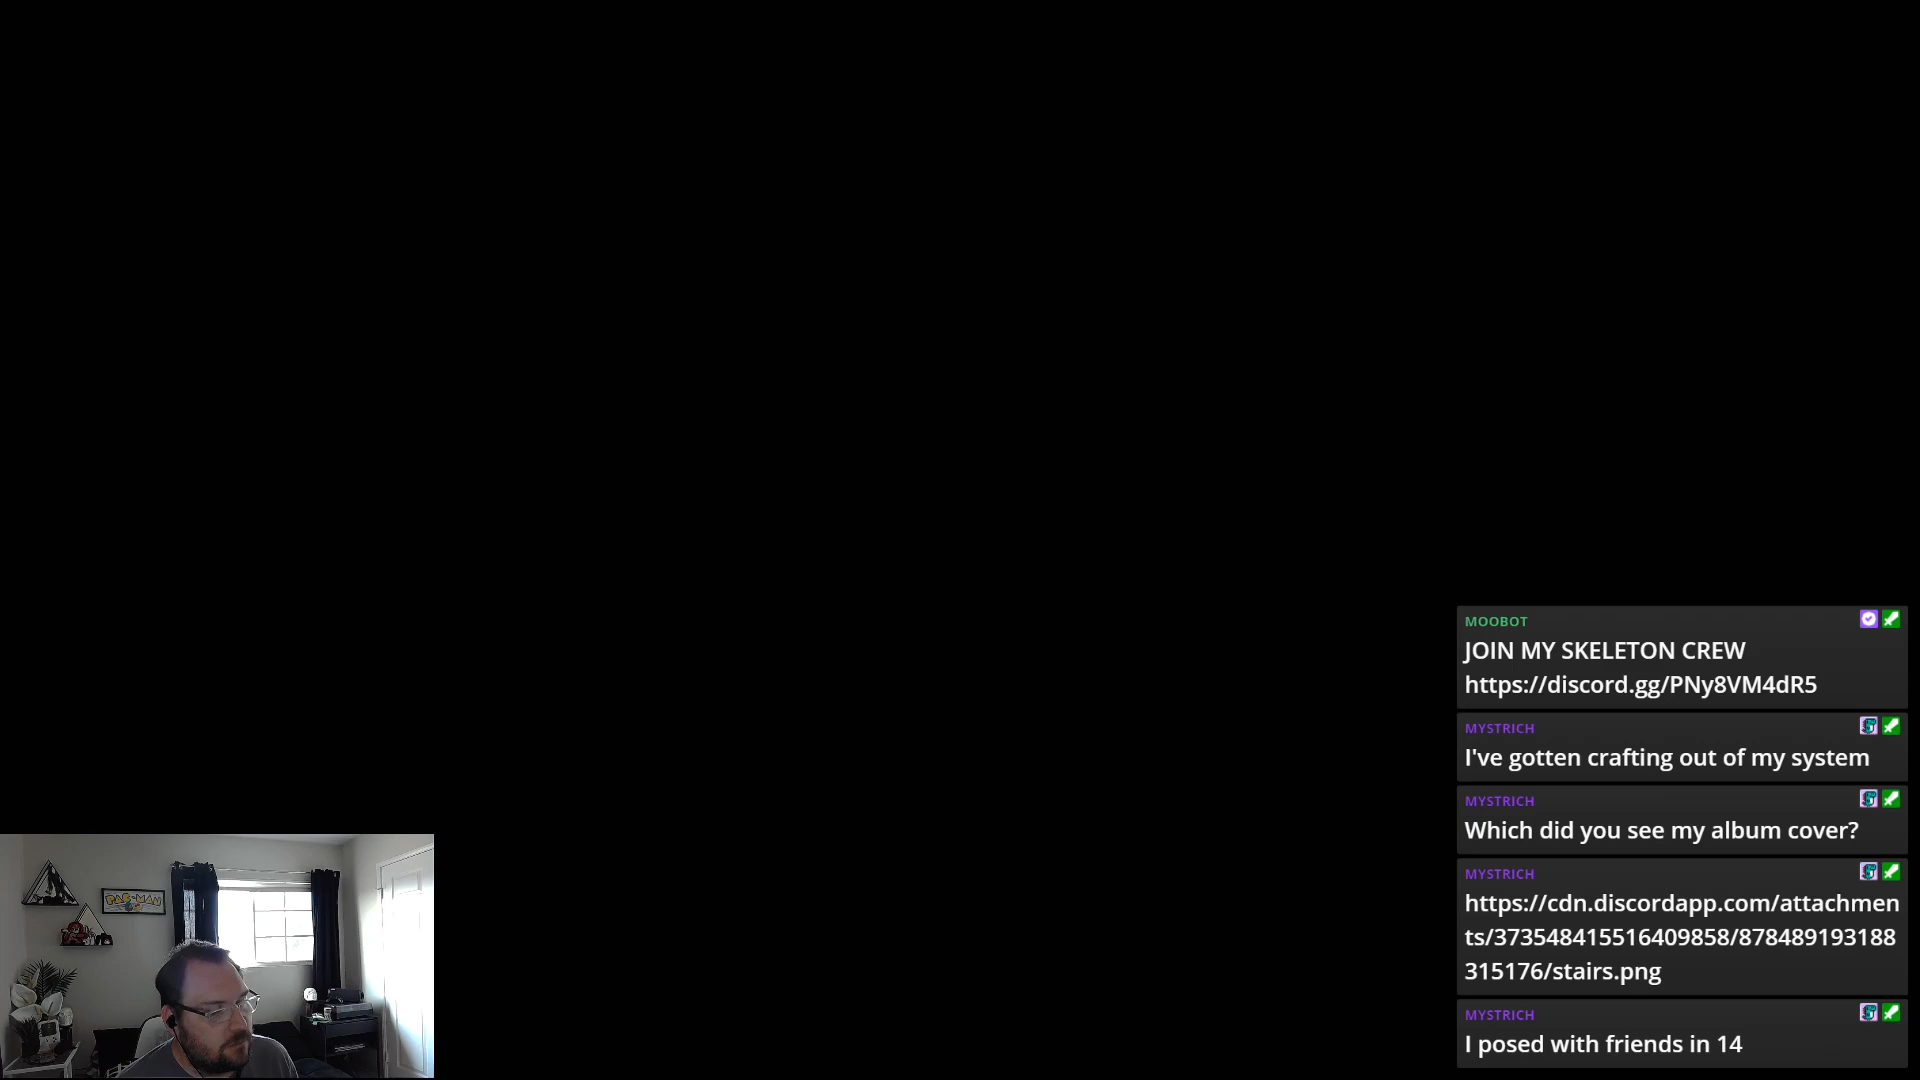 MOOBOT
JOIN MY SKELETON CREW
https://discord.gg/PNy8VM4dR5
MYSTRICH
I've gotten crafting out of my system
MYSTRICH
Which did you see my album cover?
MYSTRICH
https://cdn.discordapp.com/attachmen
ts/373548415516409858/878489193188
315176/stairs.png
MYSTRICH
I posed with friends in 14
PAC-MAN